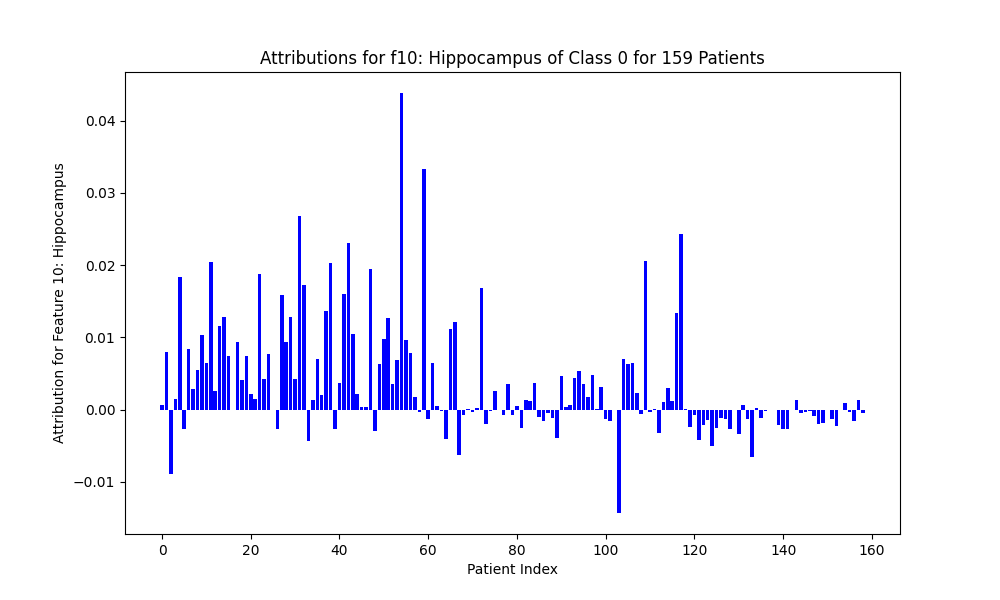 Attributions for f10: Hippocampus of Class 0 for 159 Patients
Attribution for Feature 10: Hippocampus
0.04
0.03
0.02
0.01
0.00
−0.01
0 20 40 60 80 100 120 140 160
Patient Index